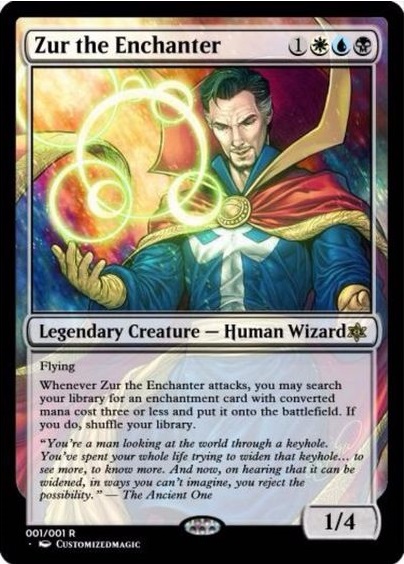 Zur the Enchanter 1
Legendary Creature — Human Wizard
Flying
Whenever Zur the Enchanter attacks, you may search
your library for an enchantment card with converted
mana cost three or less and put it onto the battlefield. If
you do, shuffle your library.
“You’re a man looking at the world through a keyhole.
You’ve spent your whole life trying to widen that keyhole... to
see more, to know more. And now, on hearing that it can be
widened, in ways you can’t imagine, you reject the
possibility.” — The Ancient One
1/4
001/001 R
· CUSTOMIZEDMAGIC